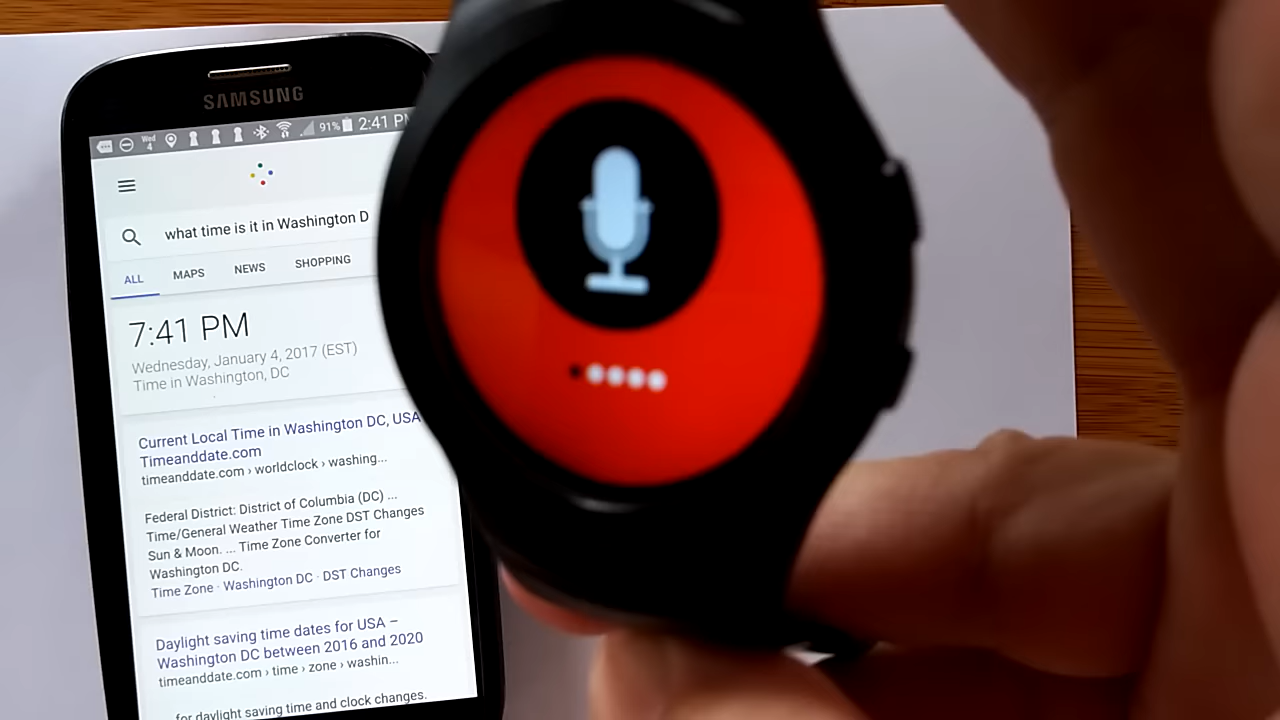 SAMSUNG
Wed 4 91% 2:41 PM
what time is it in Washington D
ALL MAPS NEWS SHOPPING
7:41 PM
Wednesday, January 4, 2017 (EST)
Time in Washington, DC
Current Local Time in Washington DC, USA
Timeanddate.com
timeanddate.com › worldclock › washing...
Federal District: District of Columbia (DC) ...
Time/General Weather Time Zone DST Changes
Sun & Moon. ... Time Zone Converter for
Washington DC.
Time Zone · Washington DC · DST Changes
Daylight saving time dates for USA –
Washington DC between 2016 and 2020
timeanddate.com › time › zone › washin...
for daylight saving time and clock changes.